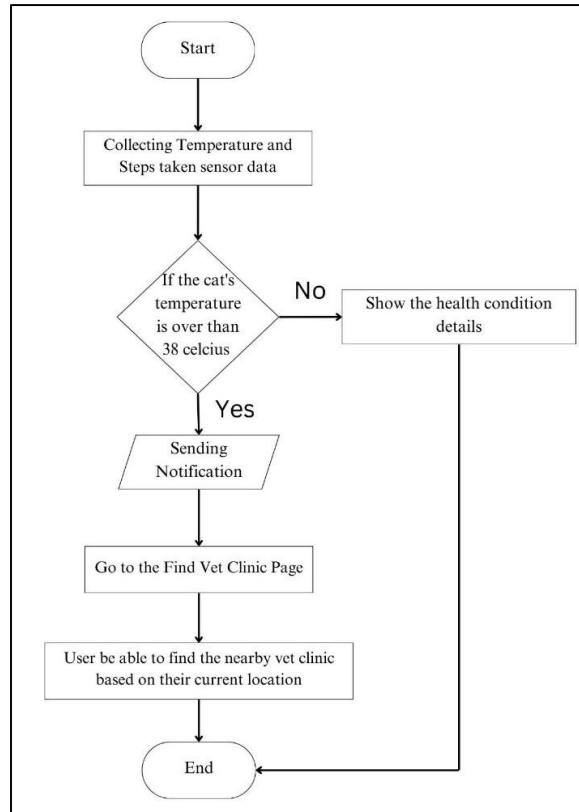 Start
Collecting Temperature and
Steps taken sensor data
If the cat's
temperature
is over than
38 celcius
No
Show the health condition
details
Yes
Sending
Notification
Go to the Find Vet Clinic Page
User be able to find the nearby vet clinic
based on their current location
End